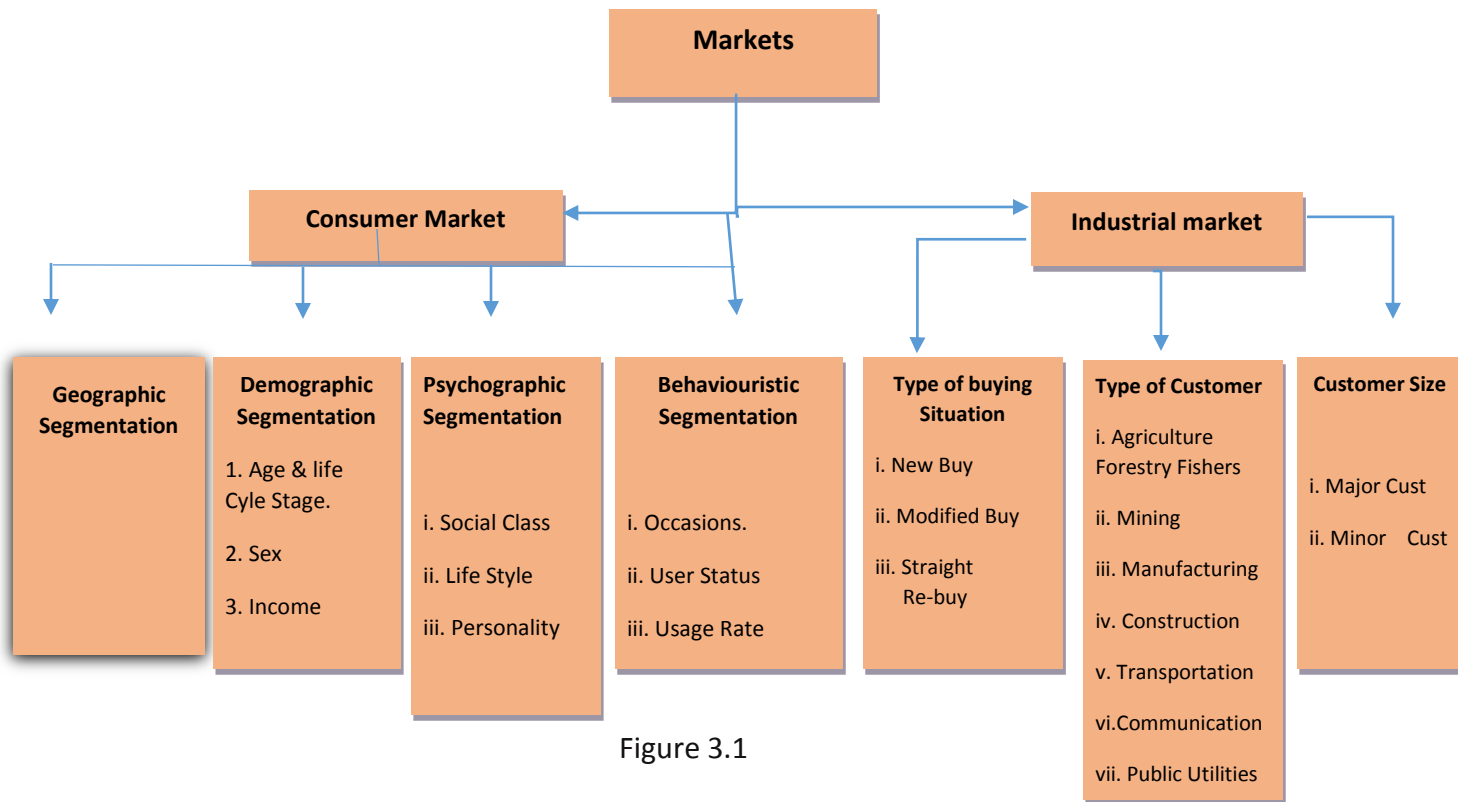 Markets
Consumer Market
Industrial market
Geographic
Segmentation
Demographic
Segmentation
1. Age & life
Cyle Stage.
2. Sex
3. Income
Psychographic
Segmentation
i. Social Class
ii. Life Style
iii. Personality
Behaviouristic
Segmentation
i. Occasions.
ii. User Status
iii. Usage Rate
Type of buying
Situation
i. New Buy
ii. Modified Buy
iii. Straight
Re-buy
Type of Customer
i. Agriculture
Forestry Fishers
ii. Mining
iii. Manufacturing
iv. Construction
v. Transportation
vi.Communication
vii. Public Utilities
Customer Size
i. Major Cust
ii. Minor Cust
Figure 3.1